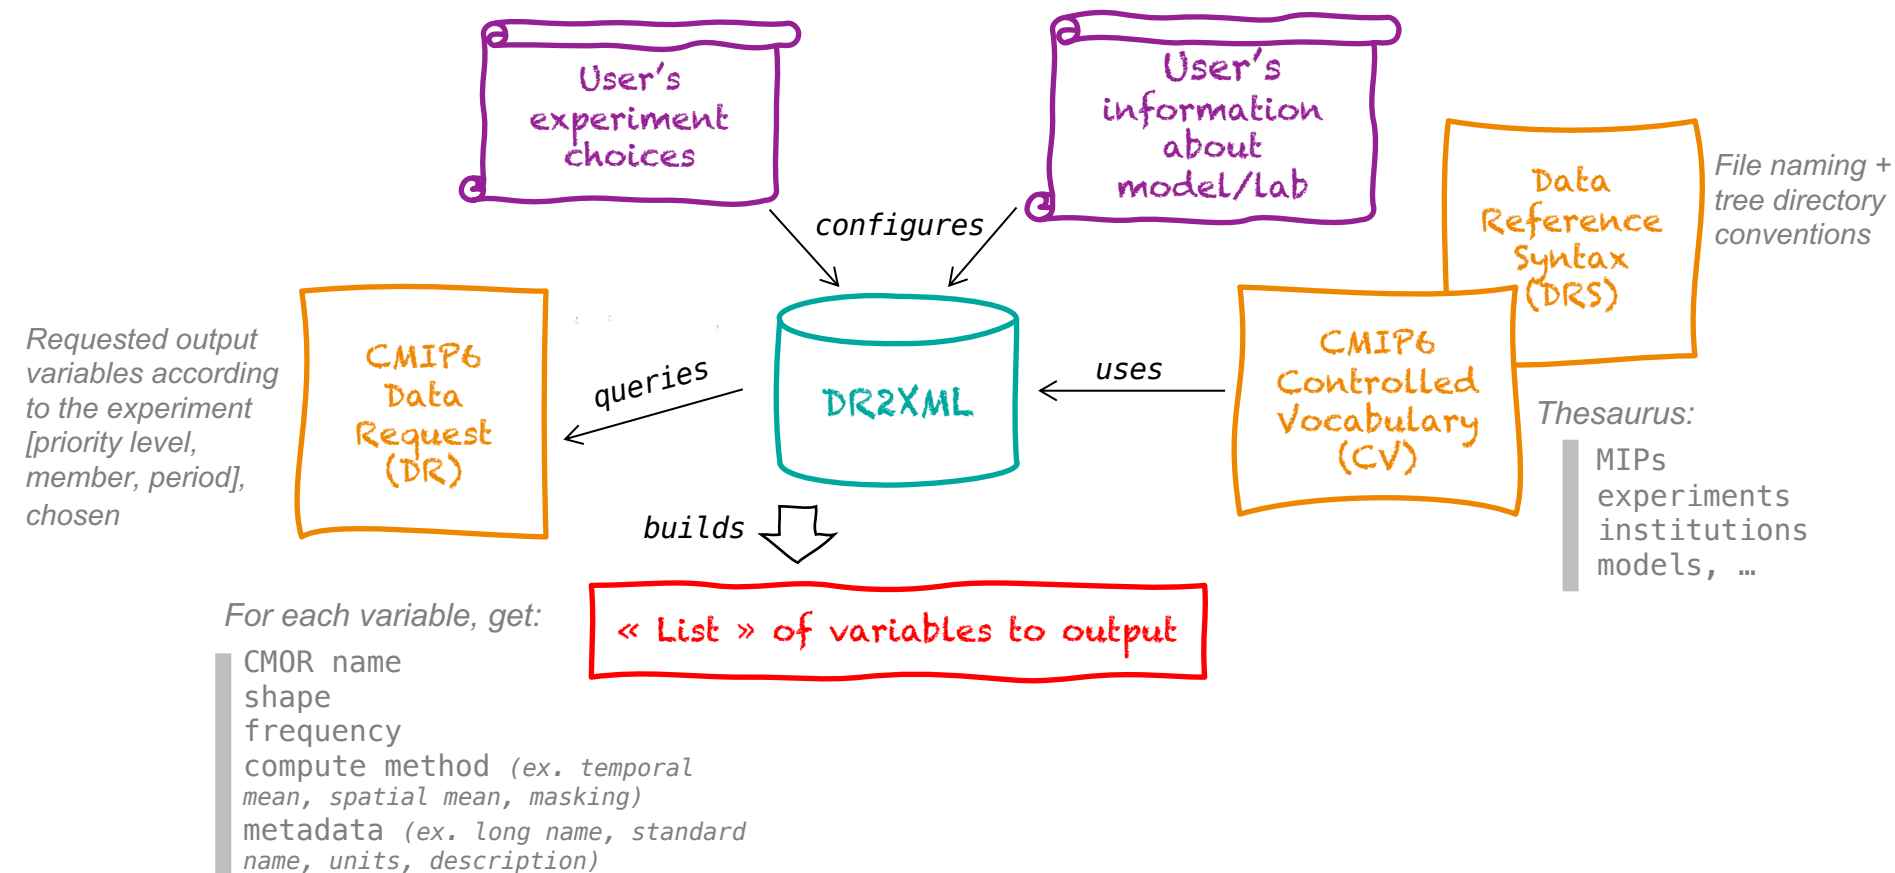 User's
experiment
choices
User's
information
about
model/lab
configures
Data
Reference
Syntax
(DRS)
File naming +
tree directory
conventions
Requested output
variables according
to the experiment
[priority level,
member, period],
chosen
CMIP6
Data
Request
(DR)
queries
DR2XML
uses
CMIP6
Controlled
Vocabulary
(CV)
Thesaurus:
MIPs
experiments
institutions
models, …
builds
« List » of variables to output
For each variable, get:
CMOR name
shape
frequency
compute method (ex. temporal
mean, spatial mean, masking)
metadata (ex. long name, standard
name, units, description)